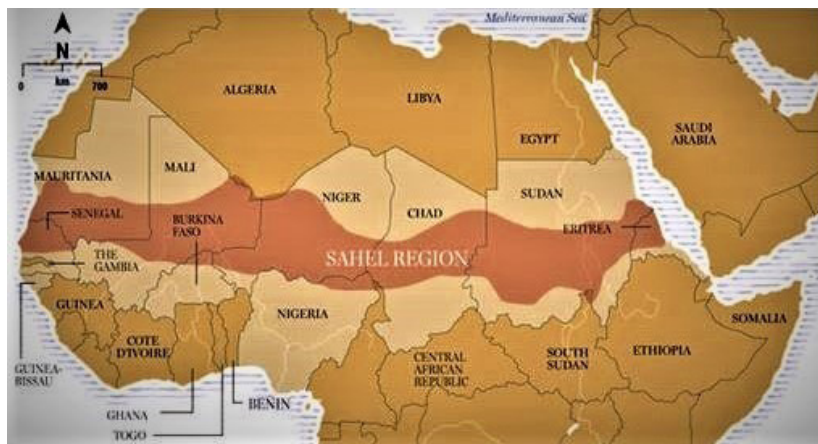 Mediterranean Sea
N
0 700
km
ALGERIA
LIBYA
EGYPT
SAUDI
ARABIA
MAURITANIA
MALI
NIGER
CHAD
SUDAN
SENEGAL
BURKINA
FASO
ERITREA
THE
GAMBIA
SAHEL REGION
GUINEA
NIGERIA
SOMALIA
COTE
D'IVOIRE
CENTRAL
AFRICAN
REPUBLIC
SOUTH
SUDAN
ETHIOPIA
GUINEA-
BISSAU
GHANA
BEÑIN
TOGO